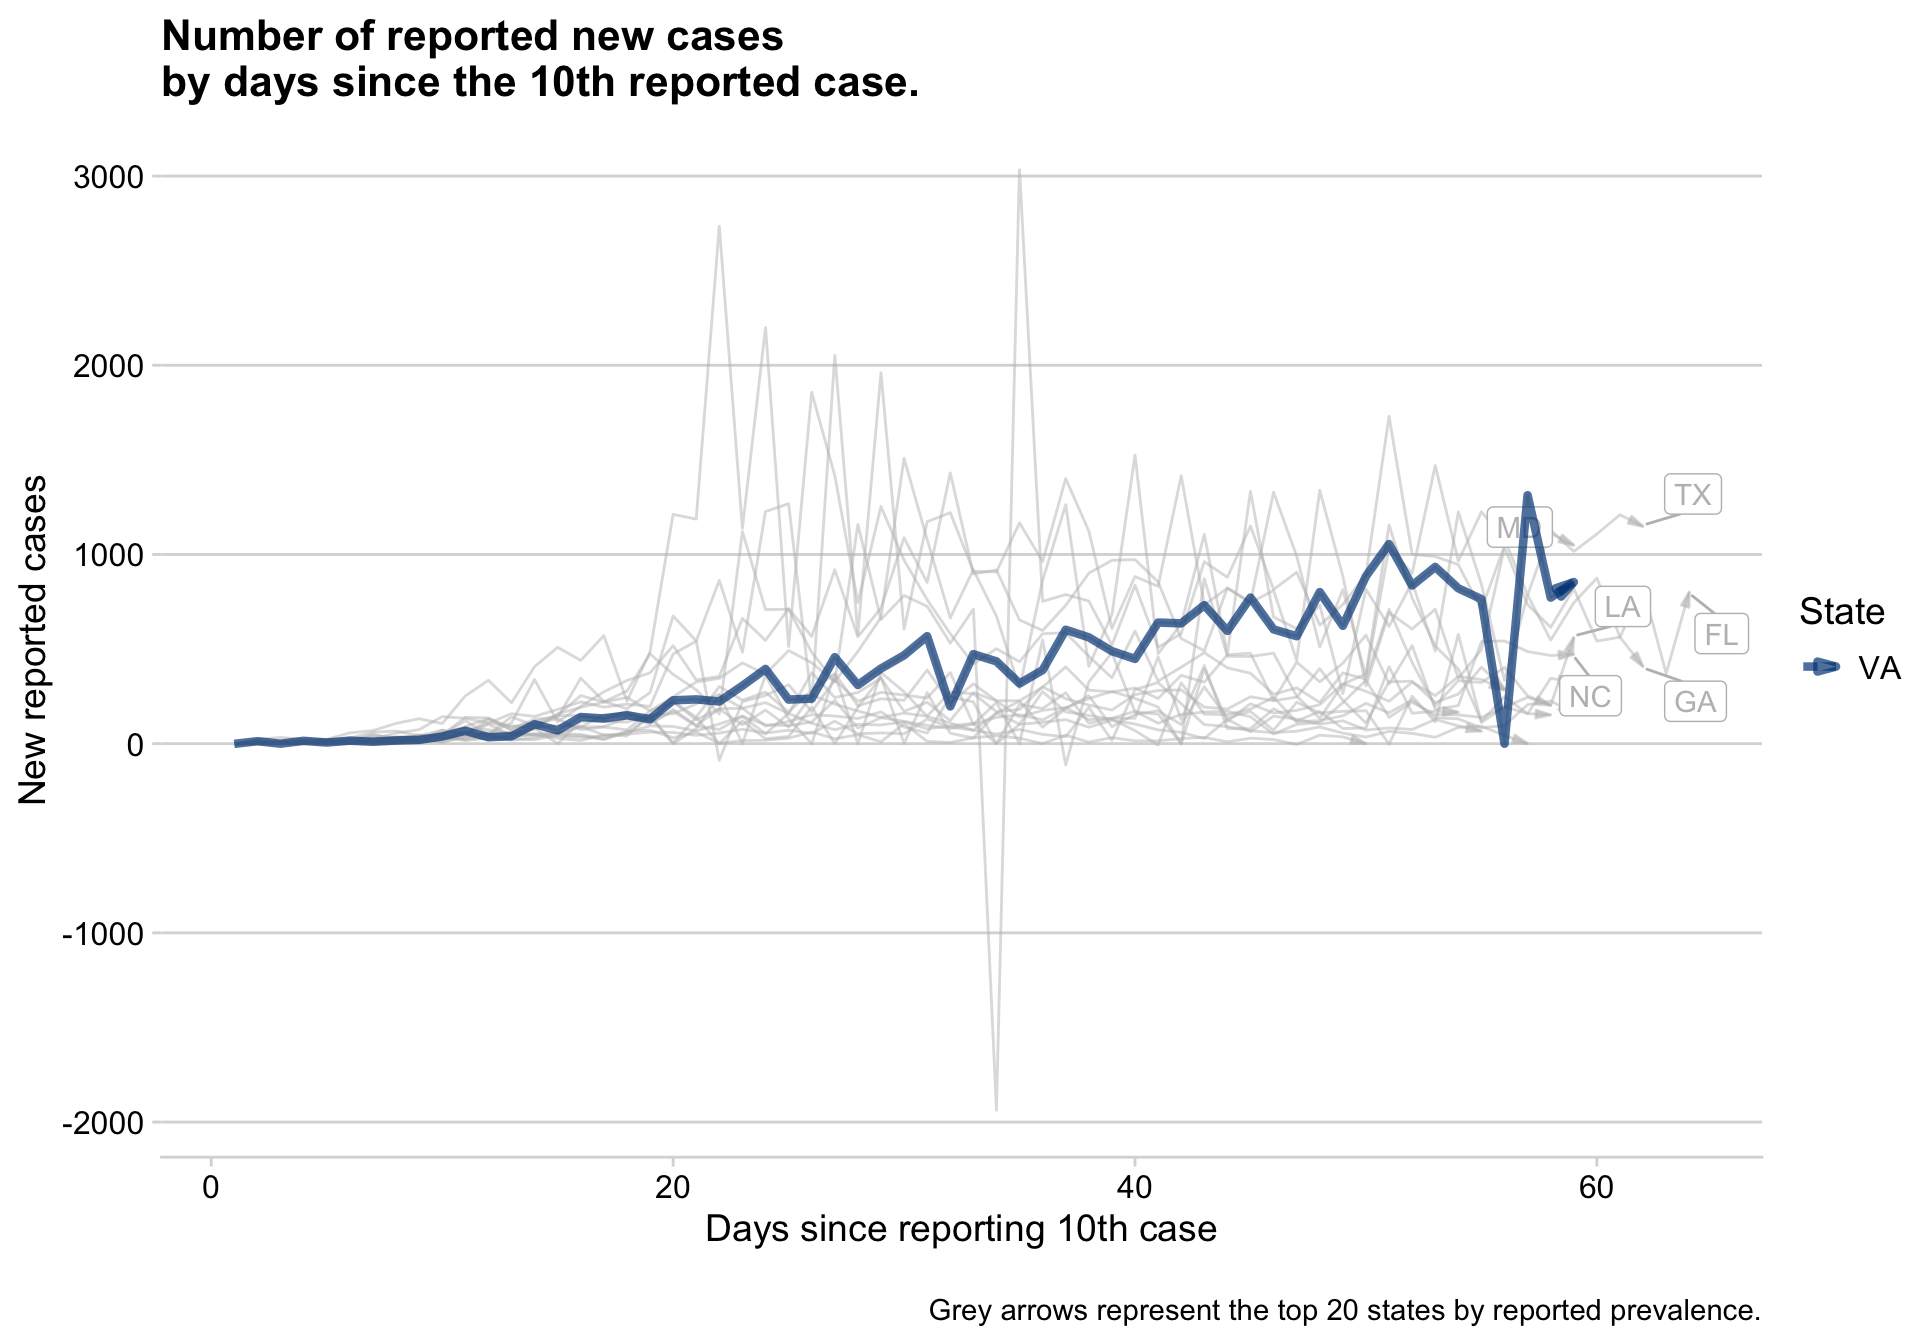 Number of reported new cases
by days since the 10th reported case.
3000
2000
1000
0
-1000
-2000
New reported cases
TX
MD
LA
FL
NC
GA
State
VA
0 20 40 60
Days since reporting 10th case
Grey arrows represent the top 20 states by reported prevalence.